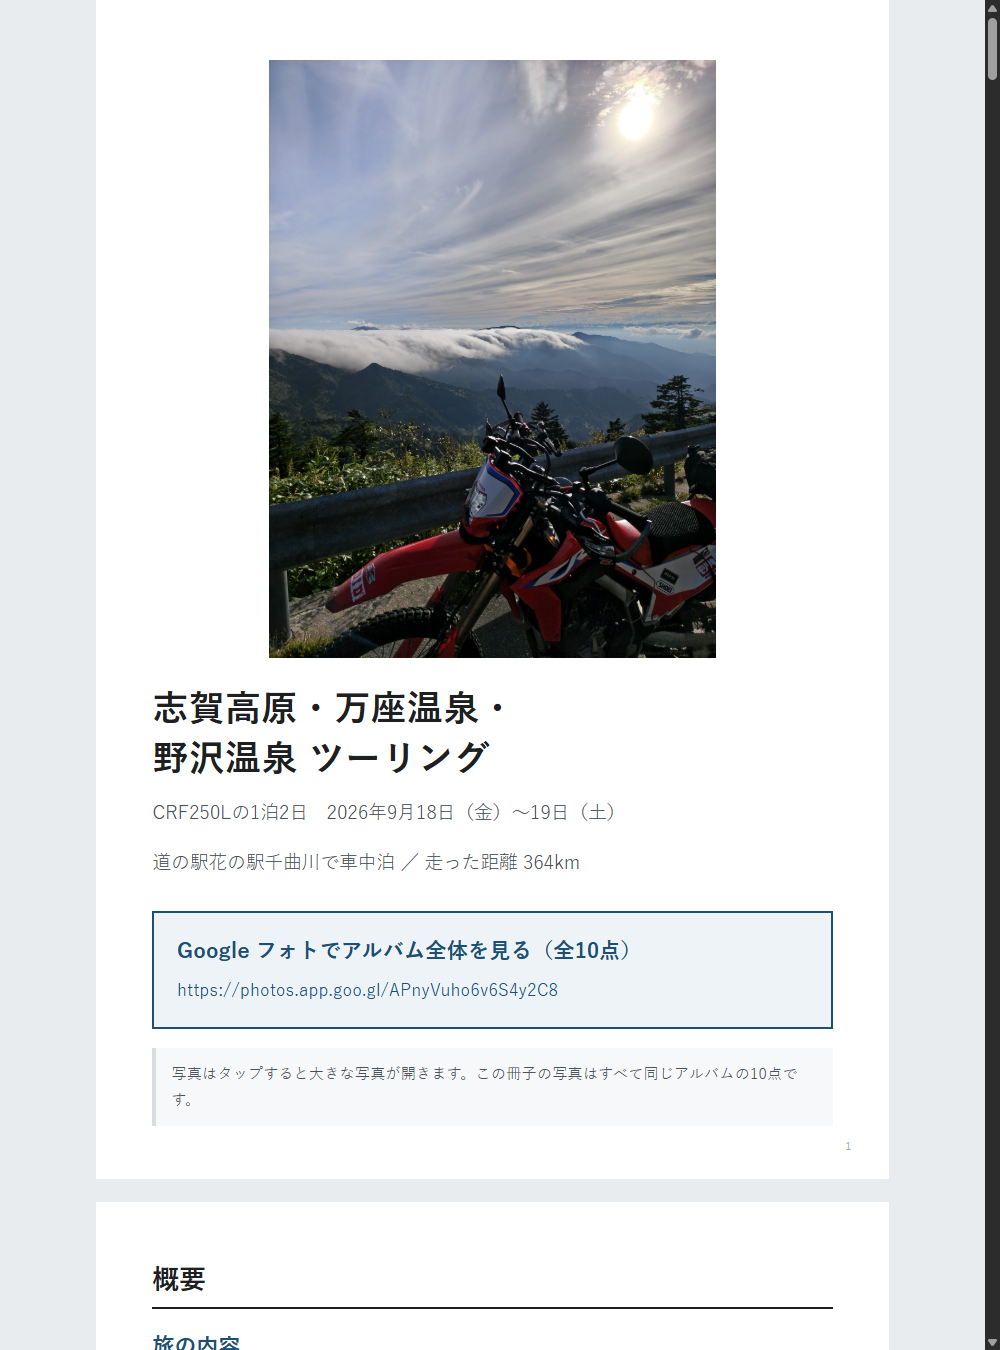 志賀高原・万座温泉・
野沢温泉 ツーリング
CRF250Lの1泊2日　2026年9月18日（金）〜19日（土）
道の駅花の駅千曲川で車中泊 ／ 走った距離 364km
Google フォトでアルバム全体を見る（全10点）
https://photos.app.goo.gl/APnyVuho6v6S4y2C8
写真はタップすると大きな写真が開きます。この冊子の写真はすべて同じアルバムの10点で
す。
1
概要
旅の内容